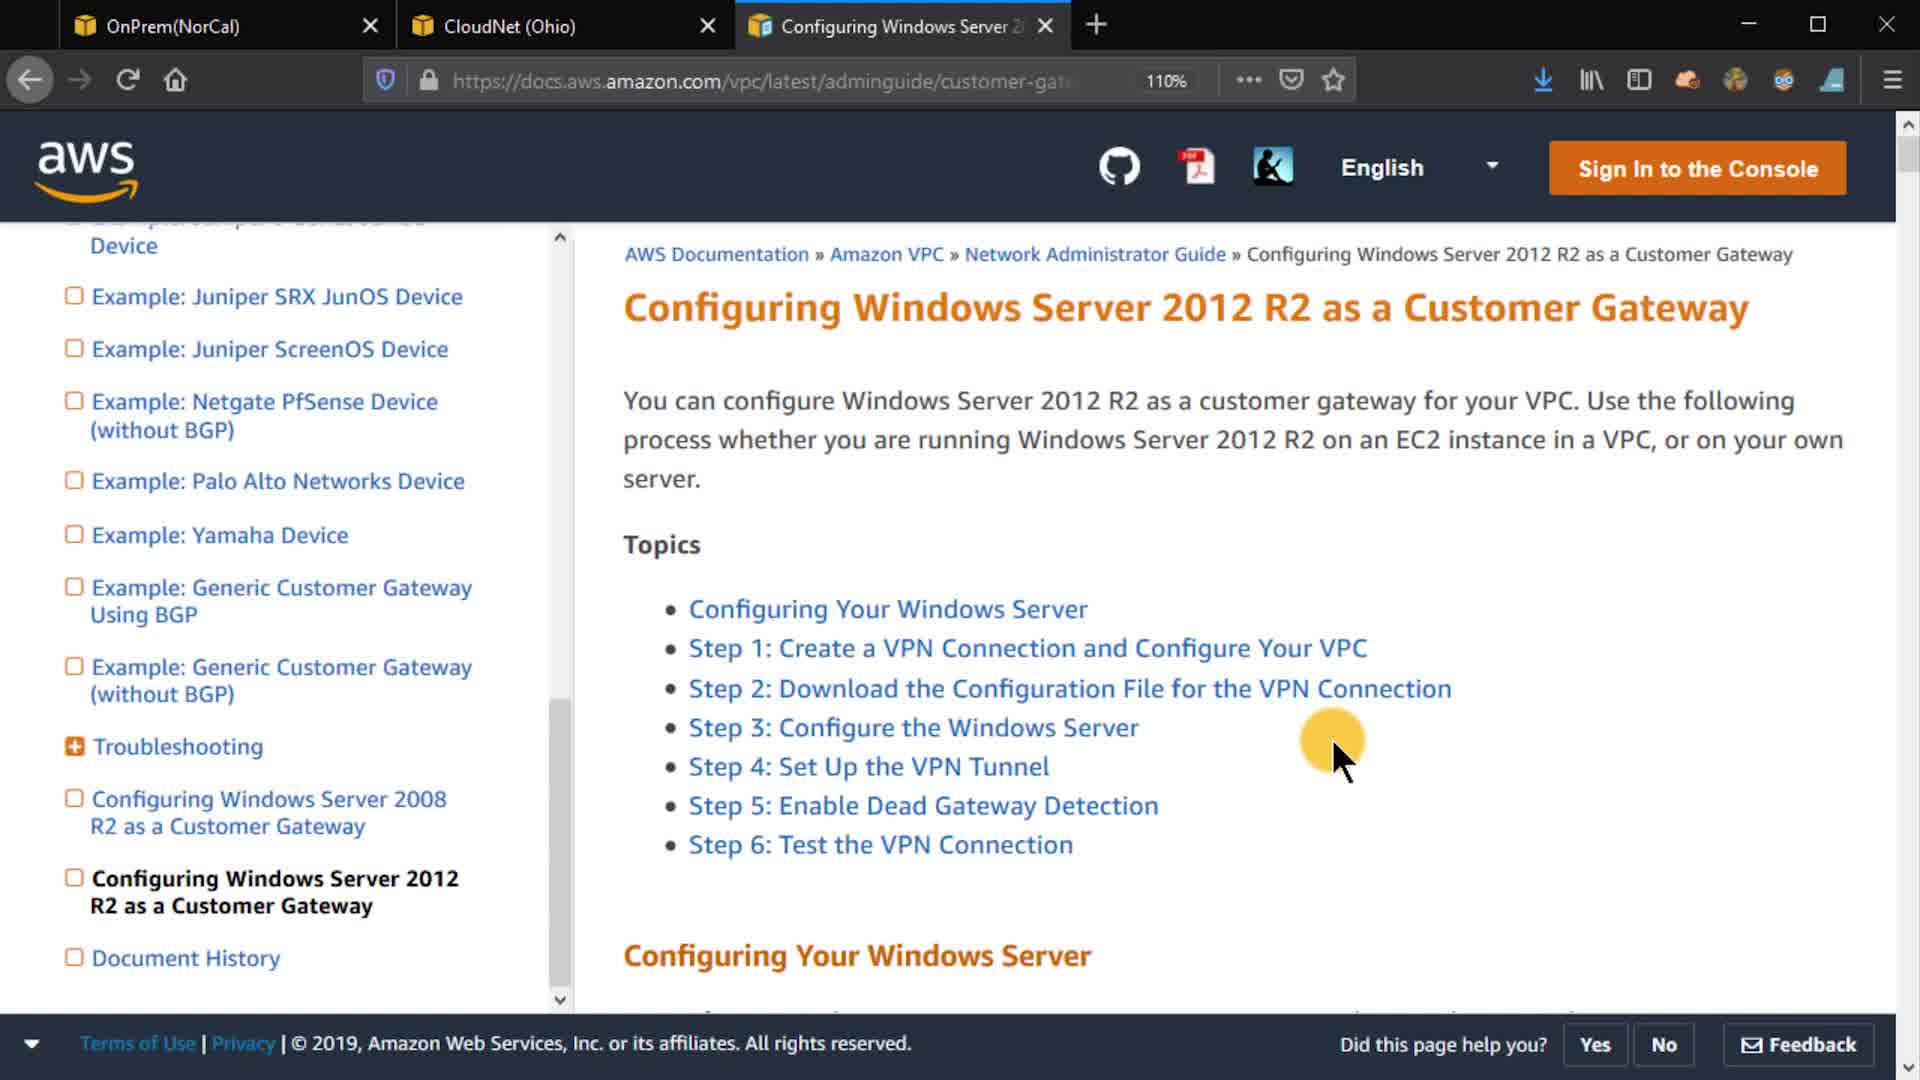 OnPrem(NorCal)
CloudNet (Ohio)
Configuring Windows Server 2
https://docs.aws.amazon.com/vpc/latest/adminguide/customer-gat
110%
aws
PDF
English
Sign In to the Console
Device
Example: Juniper SRX JunOS Device
Example: Juniper ScreenOS Device
Example: Netgate PfSense Device
(without BGP)
Example: Palo Alto Networks Device
Example: Yamaha Device
Example: Generic Customer Gateway
Using BGP
Example: Generic Customer Gateway
(without BGP)
Troubleshooting
Configuring Windows Server 2008
R2 as a Customer Gateway
Configuring Windows Server 2012
R2 as a Customer Gateway
Document History
AWS Documentation » Amazon VPC » Network Administrator Guide » Configuring Windows Server 2012 R2 as a Customer Gateway
Configuring Windows Server 2012 R2 as a Customer Gateway
You can configure Windows Server 2012 R2 as a customer gateway for your VPC. Use the following
process whether you are running Windows Server 2012 R2 on an EC2 instance in a VPC, or on your own
server.
Topics
• Configuring Your Windows Server
• Step 1: Create a VPN Connection and Configure Your VPC
• Step 2: Download the Configuration File for the VPN Connection
• Step 3: Configure the Windows Server
• Step 4: Set Up the VPN Tunnel
• Step 5: Enable Dead Gateway Detection
• Step 6: Test the VPN Connection
Configuring Your Windows Server
Terms of Use | Privacy | © 2019, Amazon Web Services, Inc. or its affiliates. All rights reserved.
Did this page help you?
Yes
No
Feedback